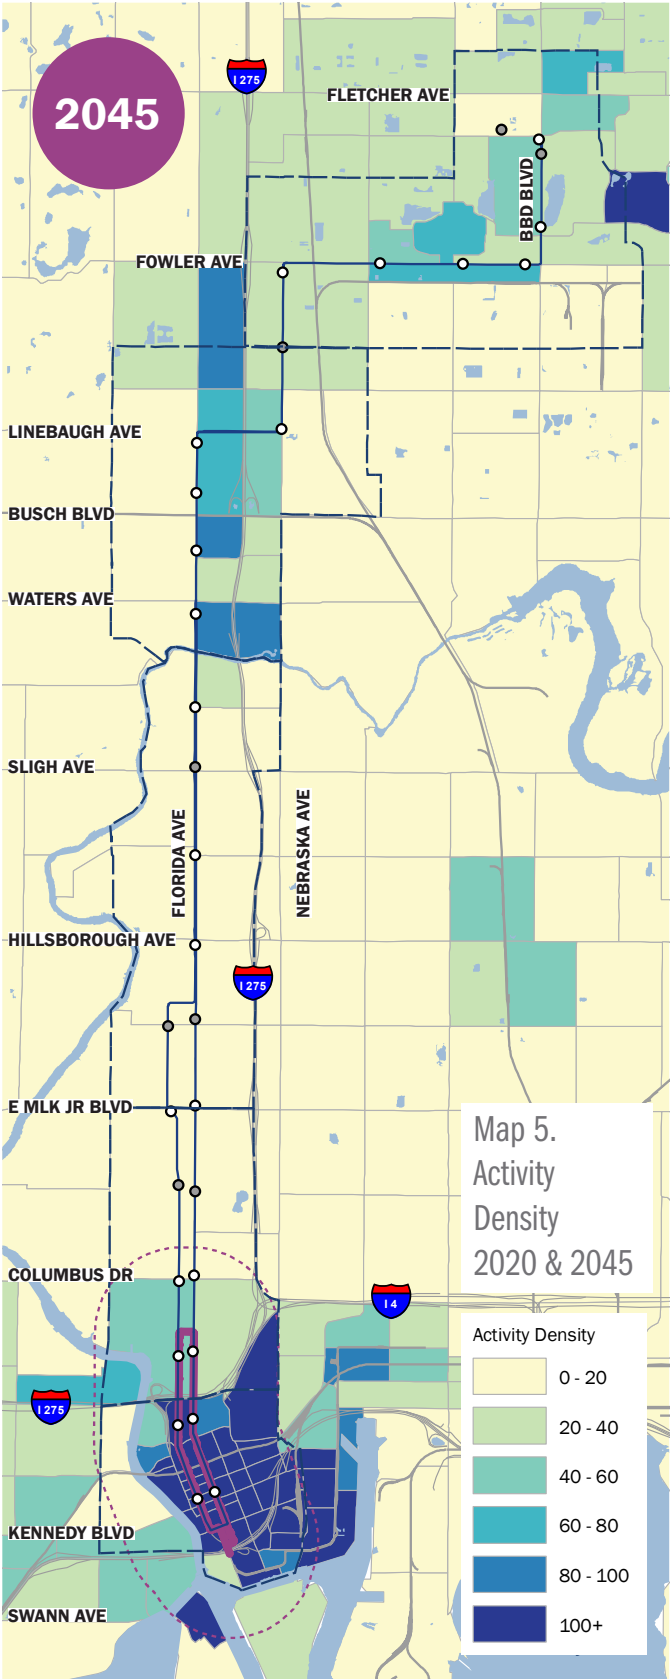 2045
I 275
FLETCHER AVE
BBD BLVD
FOWLER AVE
LINEBAUGH AVE
BUSCH BLVD
WATERS AVE
SLIGH AVE
FLORIDA AVE
NEBRASKA AVE
HILLSBOROUGH AVE
I 275
E MLK JR BLVD
Map 5.
Activity
Density
2020 & 2045
COLUMBUS DR
I 4
Activity Density
0 - 20
20 - 40
40 - 60
60 - 80
80 - 100
100+
I 275
KENNEDY BLVD
SWANN AVE